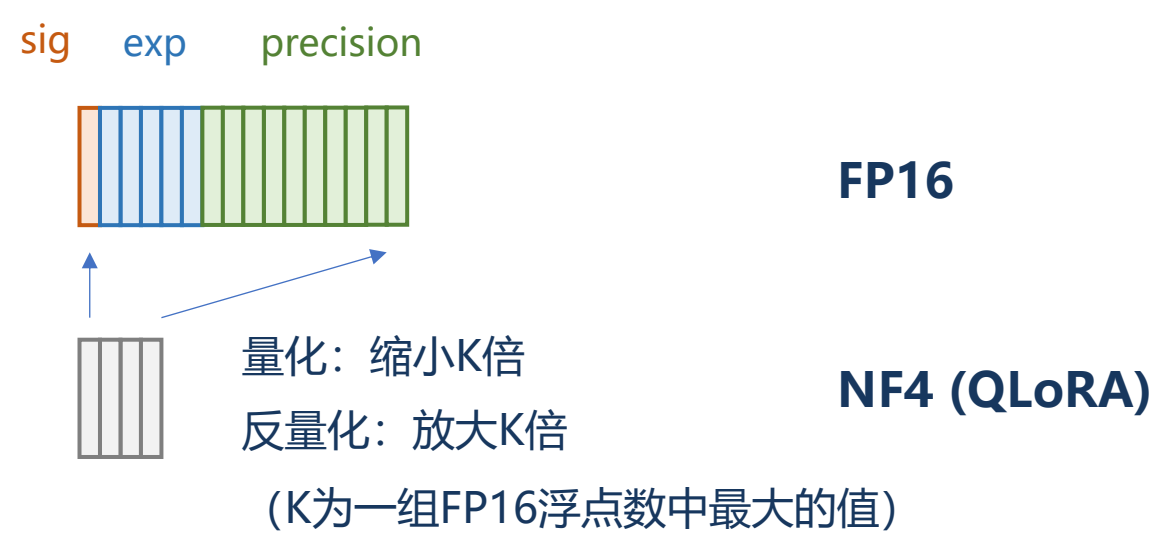 sig exp precision
FP16
量化：缩小K倍
NF4 (QLoRA)
反量化：放大K倍
（K为一组FP16浮点数中最大的值）